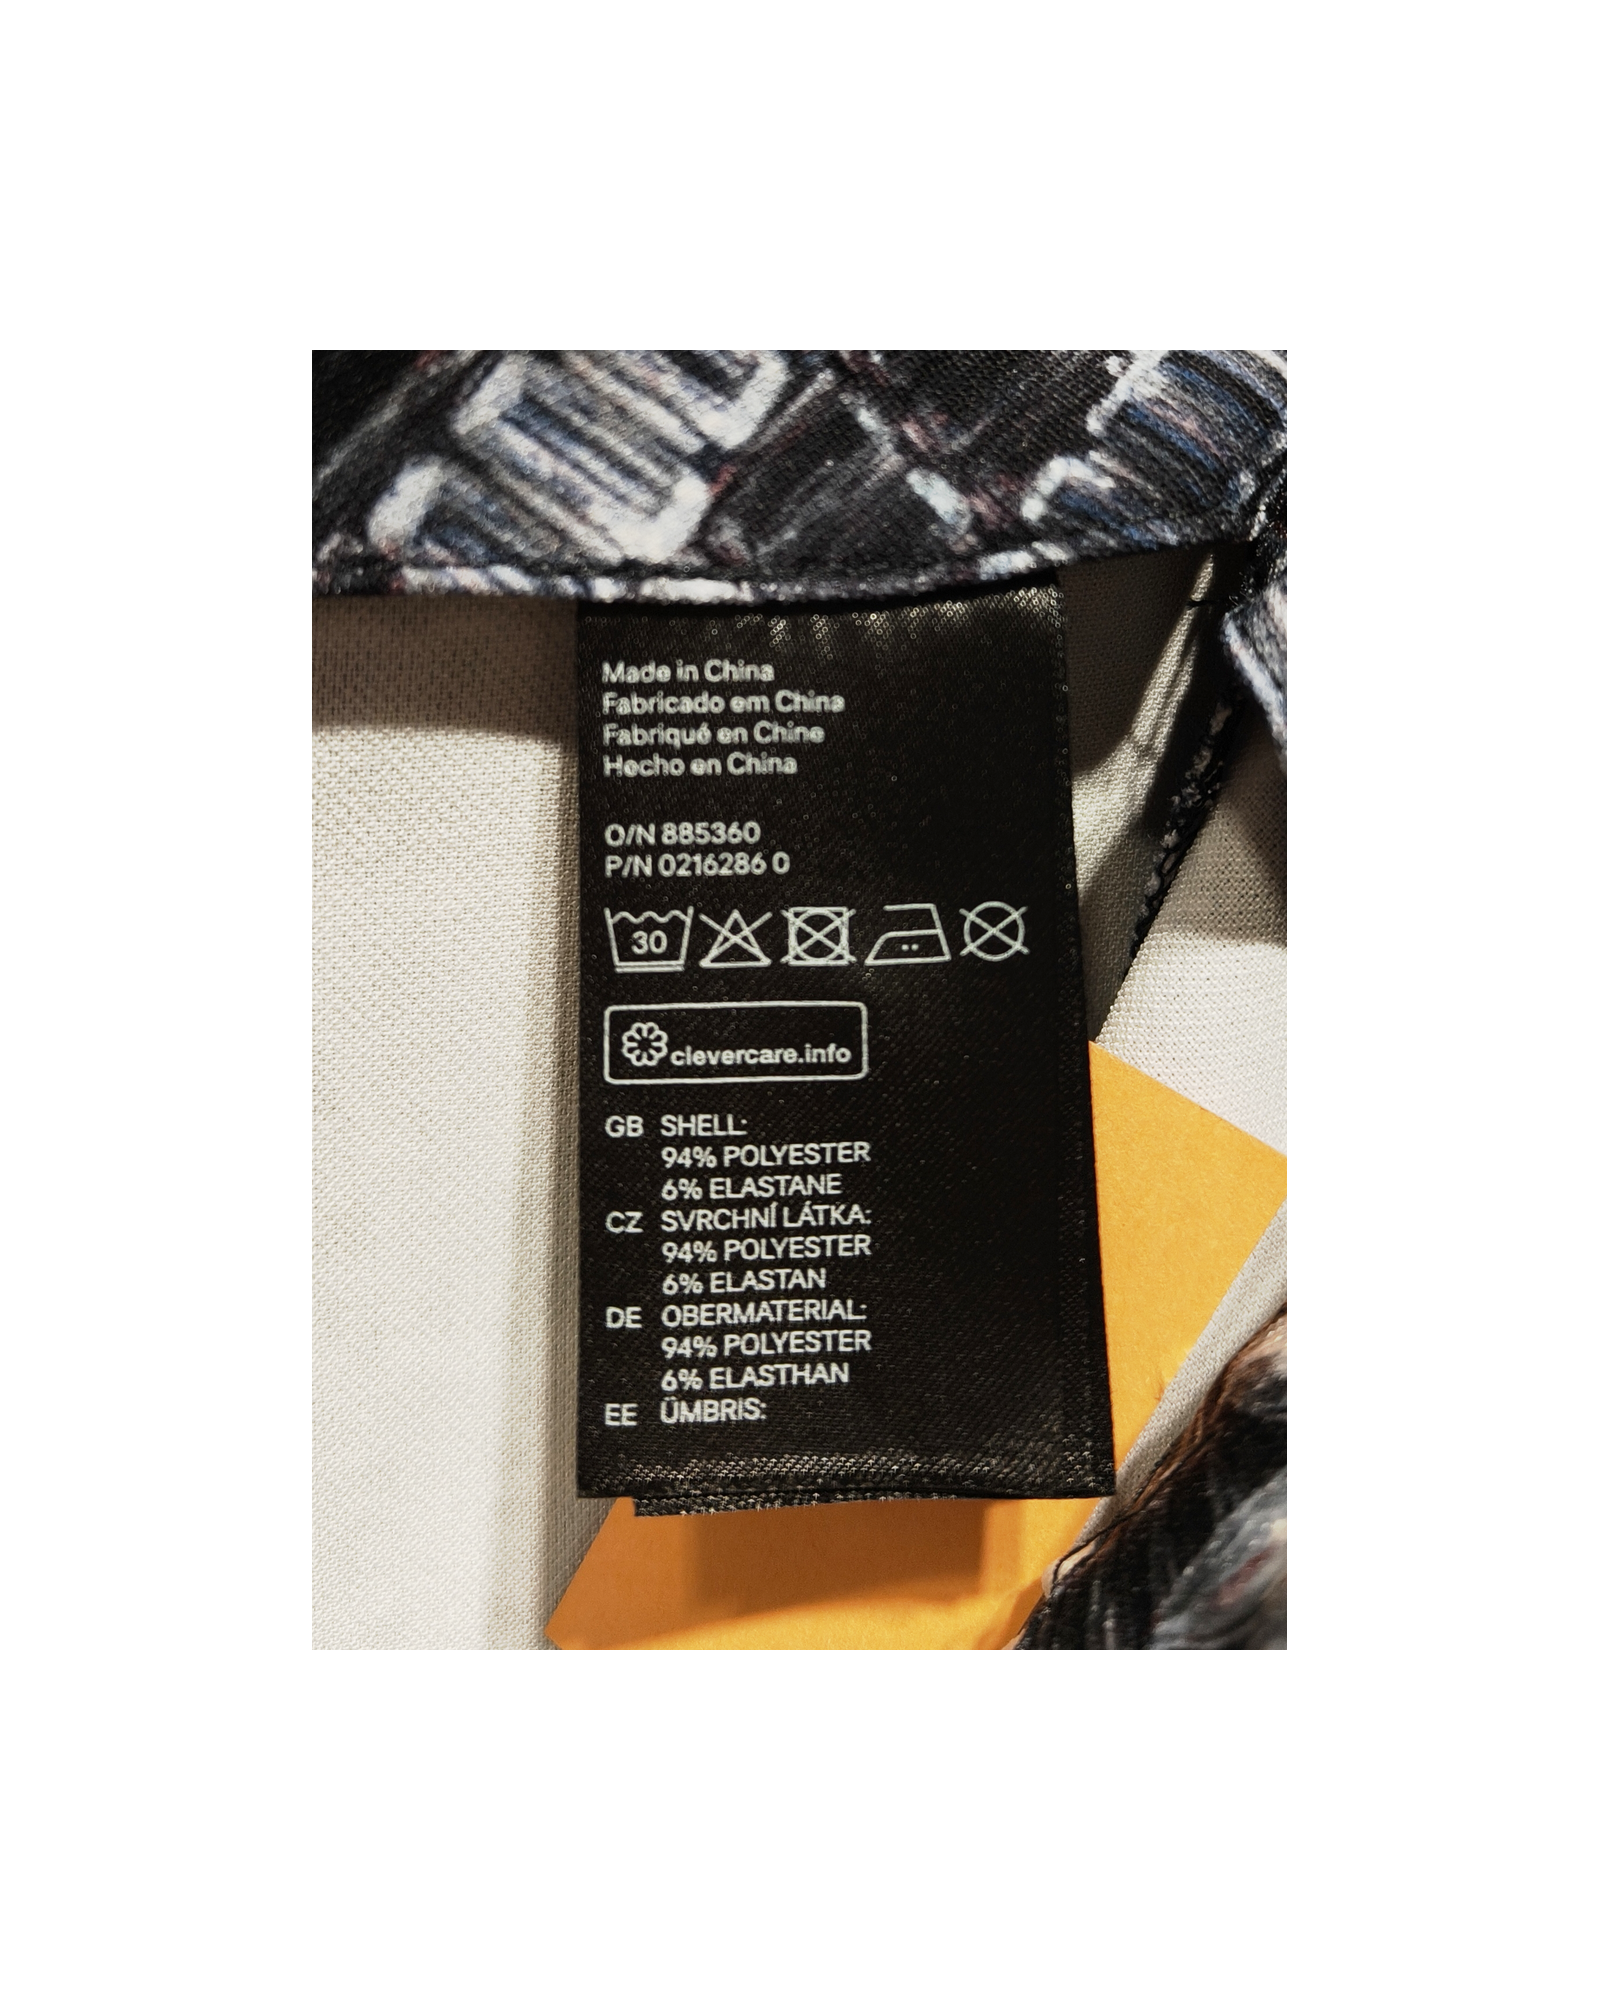 Made in China
Fabricado em China
Fabriqué en Chine
Hecho en China
O/N 885360
P/N 0216286 0
30
clevercare.info
GB SHELL:
94% POLYESTER
6% ELASTANE
CZ SVRCHNÍ LÁTKA:
94% POLYESTER
6% ELASTAN
DE OBERMATERIAL:
94% POLYESTER
6% ELASTHAN
EE ÜMBRIS: